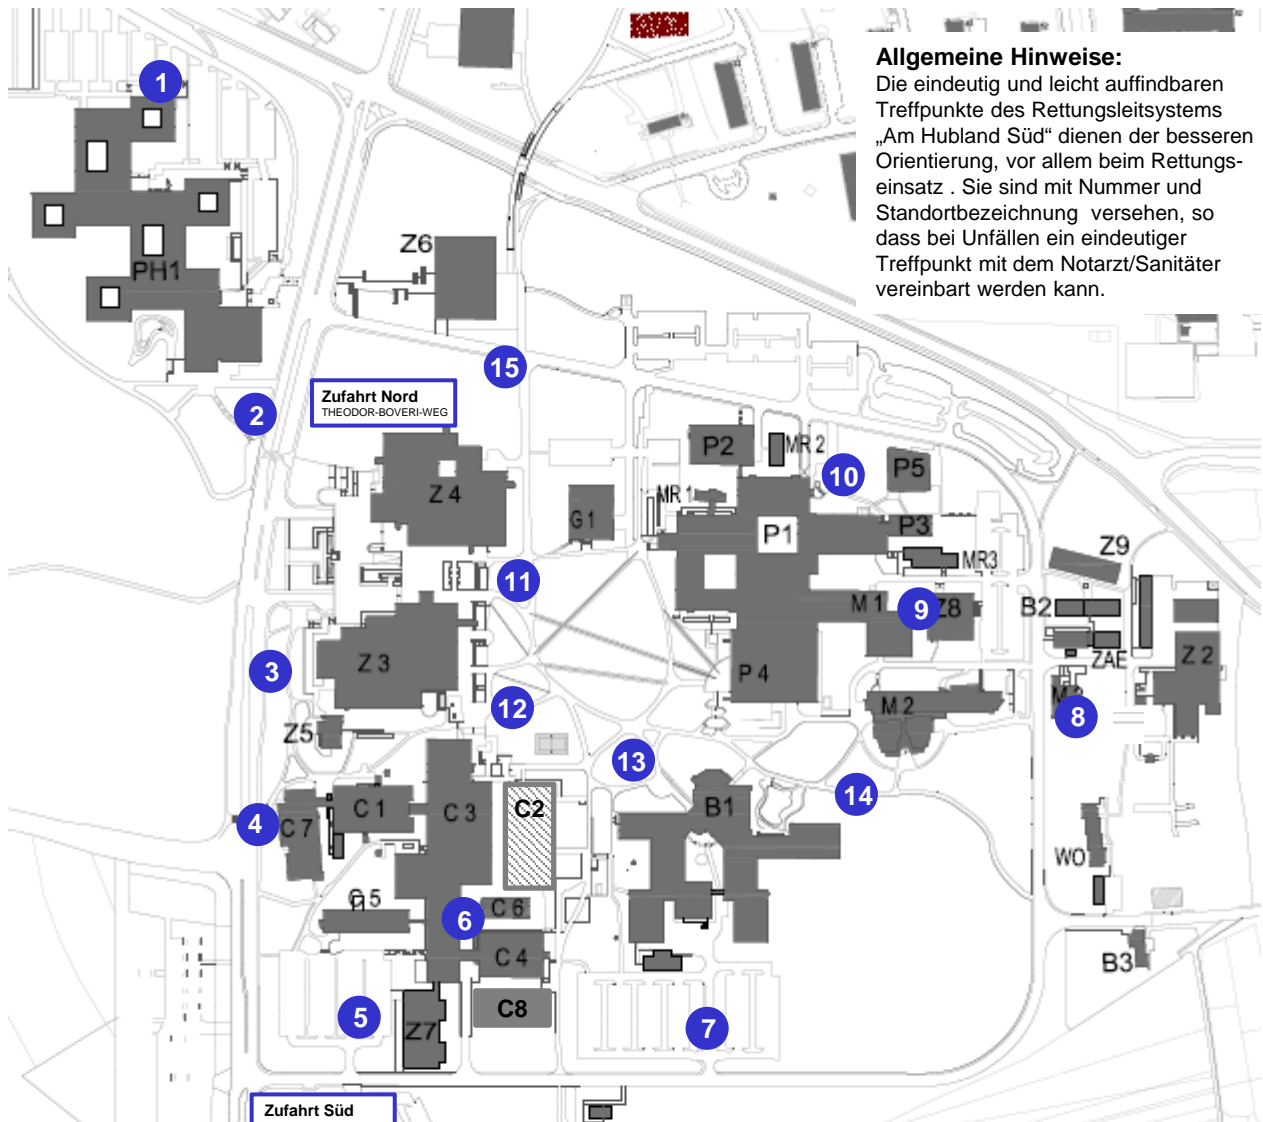 Allgemeine Hinweise:
Die eindeutig und leicht auffindbaren
Treffpunkte des Rettungsleitsystems
„Am Hubland Süd“ dienen der besseren
Orientierung, vor allem beim Rettungs-
einsatz . Sie sind mit Nummer und
Standortbezeichnung versehen, so
dass bei Unfällen ein eindeutiger
Treffpunkt mit dem Notarzt/Sanitäter
vereinbart werden kann.
1
Z6
PH1
15
Zufahrt Nord
THEODOR-BOVERI-WEG
2
P2
MR 2
10
P5
Z 4
MR 1
G1
P1
P3
Z9
MR3
11
M 1
9
Z8
B2
3
Z 3
P 4
ZAE
Z 2
12
M 2
8
Z5
13
14
C 1
C 3
C2
B1
4
C 7
WO
6
C 6
C 4
B3
5
Z7
C8
7
Zufahrt Süd